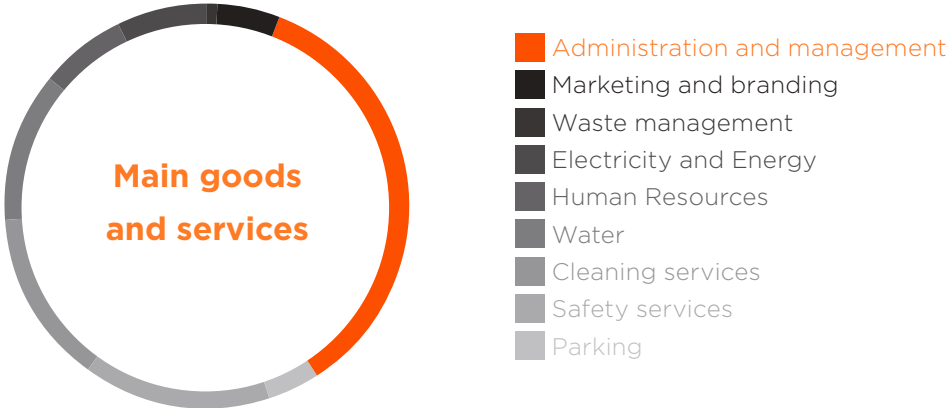 Main goods
and services
Administration and management
Marketing and branding
Waste management
Electricity and Energy
Human Resources
Water
Cleaning services
Safety services
Parking